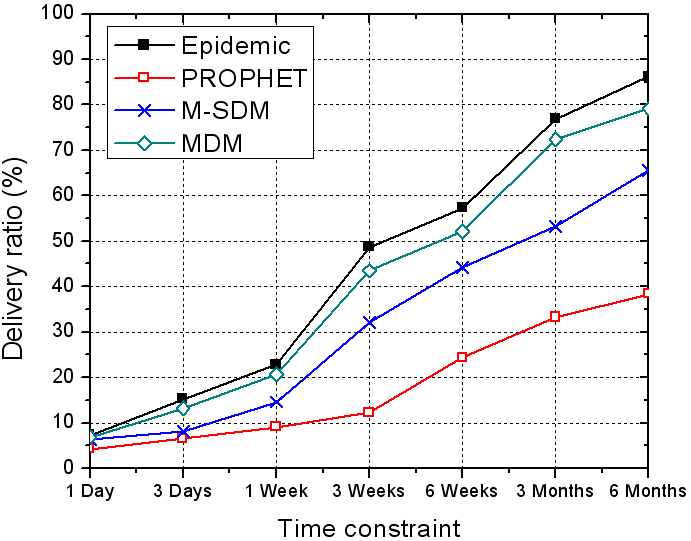 100
90
80
70
60
50
40
30
20
10
0
Delivery ratio (%)
Epidemic
PROPHET
M-SDM
MDM
1 Day 3 Days 1 Week 3 Weeks 6 Weeks 3 Months 6 Months
Time constraint